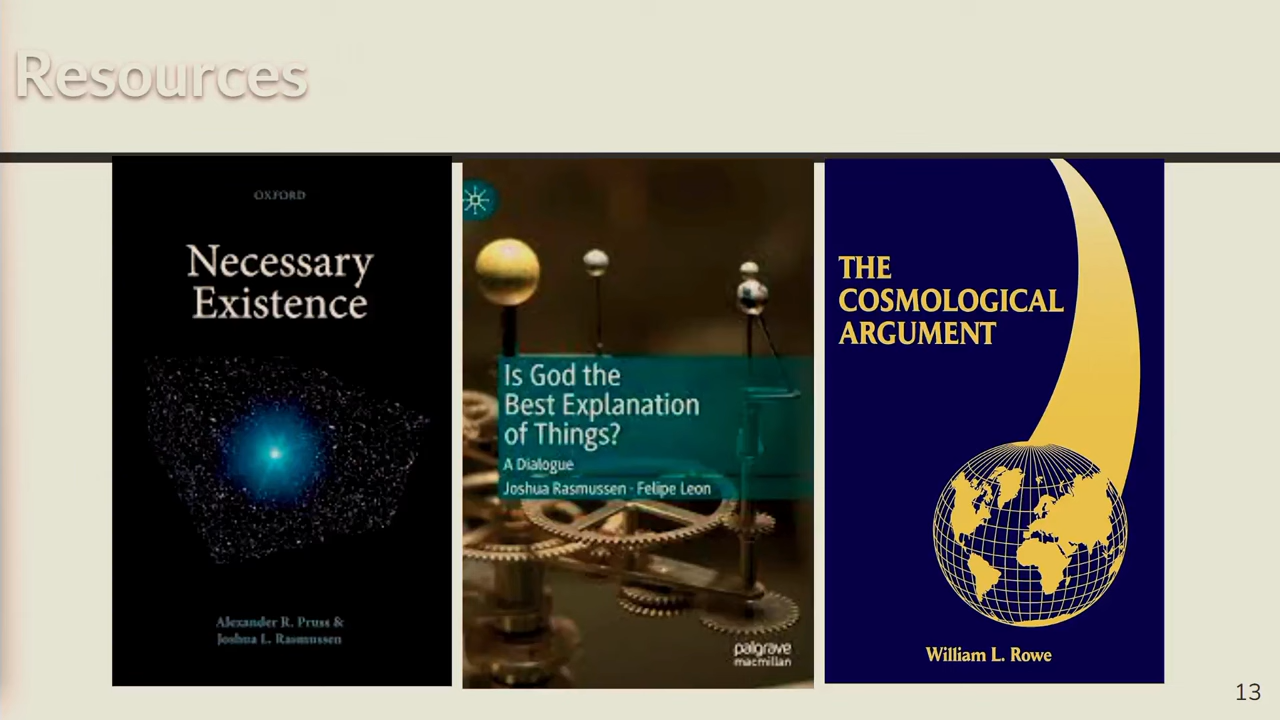 Resources
OXFORD
Necessary
Existence
Alexander R. Pruss &
Joshua L. Rasmussen
Is God the
Best Explanation
of Things?
A Dialogue
Joshua Rasmussen · Felipe Leon
palgrave
macmillan
THE
COSMOLOGICAL
ARGUMENT
William L. Rowe
13